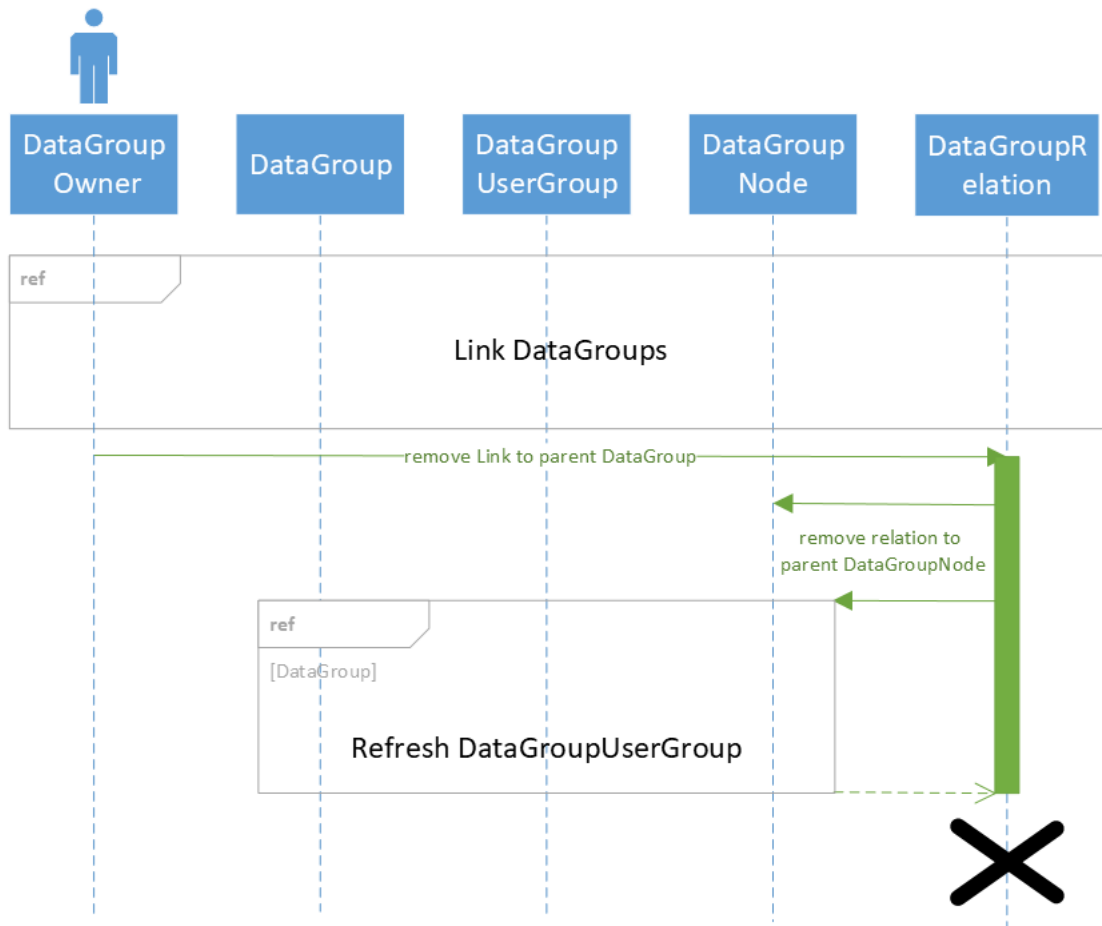 DataGroup
Owner
DataGroup
DataGroup
UserGroup
DataGroup
Node
DataGroupR
elation
ref
Link DataGroups
remove Link to parent DataGroup
remove relation to
parent DataGroupNode
ref
[DataGroup]
Refresh DataGroupUserGroup